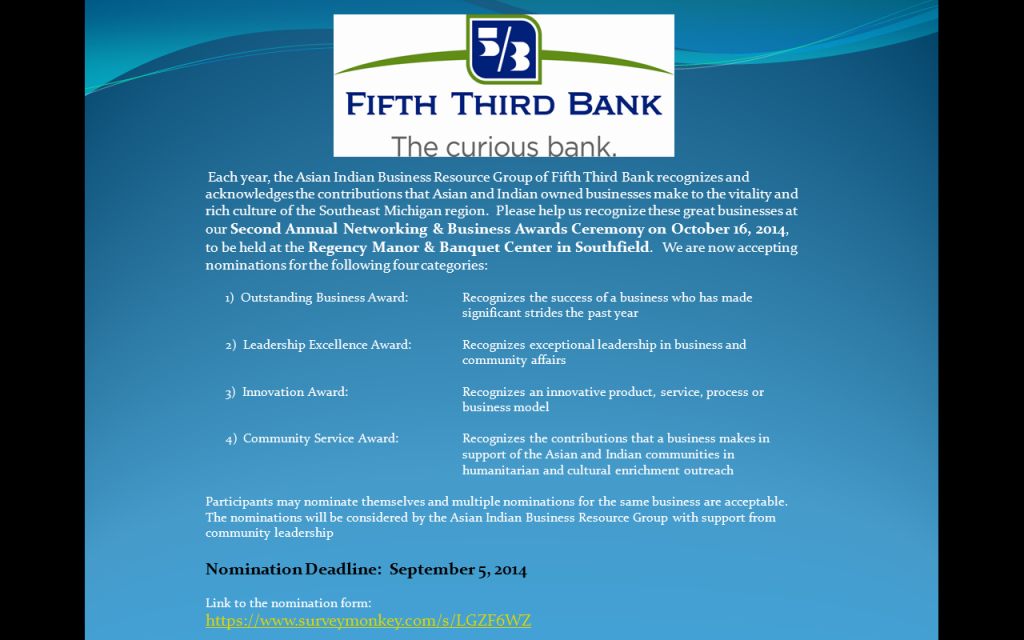 5/3
FIFTH THIRD BANK
The curious bank.
Each year, the Asian Indian Business Resource Group of Fifth Third Bank recognizes and
acknowledges the contributions that Asian and Indian owned businesses make to the vitality and
rich culture of the Southeast Michigan region. Please help us recognize these great businesses at
our Second Annual Networking & Business Awards Ceremony on October 16, 2014,
to be held at the Regency Manor & Banquet Center in Southfield. We are now accepting
nominations for the following four categories:
1) Outstanding Business Award: Recognizes the success of a business who has made
significant strides the past year
2) Leadership Excellence Award: Recognizes exceptional leadership in business and
community affairs
3) Innovation Award: Recognizes an innovative product, service, process or
business model
4) Community Service Award: Recognizes the contributions that a business makes in
support of the Asian and Indian communities in
humanitarian and cultural enrichment outreach
Participants may nominate themselves and multiple nominations for the same business are acceptable.
The nominations will be considered by the Asian Indian Business Resource Group with support from
community leadership
Nomination Deadline: September 5, 2014
Link to the nomination form:
https://www.surveymonkey.com/s/LGZF6WZ